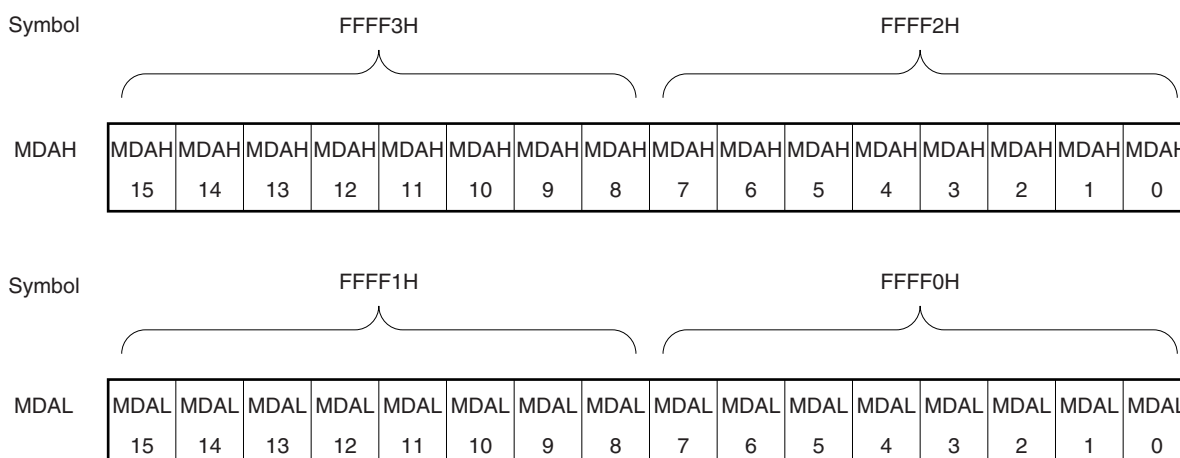 Symbol FFFF3H FFFF2H
MDAH MDAH MDAH MDAH MDAH MDAH MDAH MDAH MDAH MDAH MDAH MDAH MDAH MDAH MDAH MDAH MDAH
15 14 13 12 11 10 9 8 7 6 5 4 3 2 1 0
Symbol FFFF1H FFFF0H
MDAL MDAL MDAL MDAL MDAL MDAL MDAL MDAL MDAL MDAL MDAL MDAL MDAL MDAL MDAL MDAL MDAL
15 14 13 12 11 10 9 8 7 6 5 4 3 2 1 0